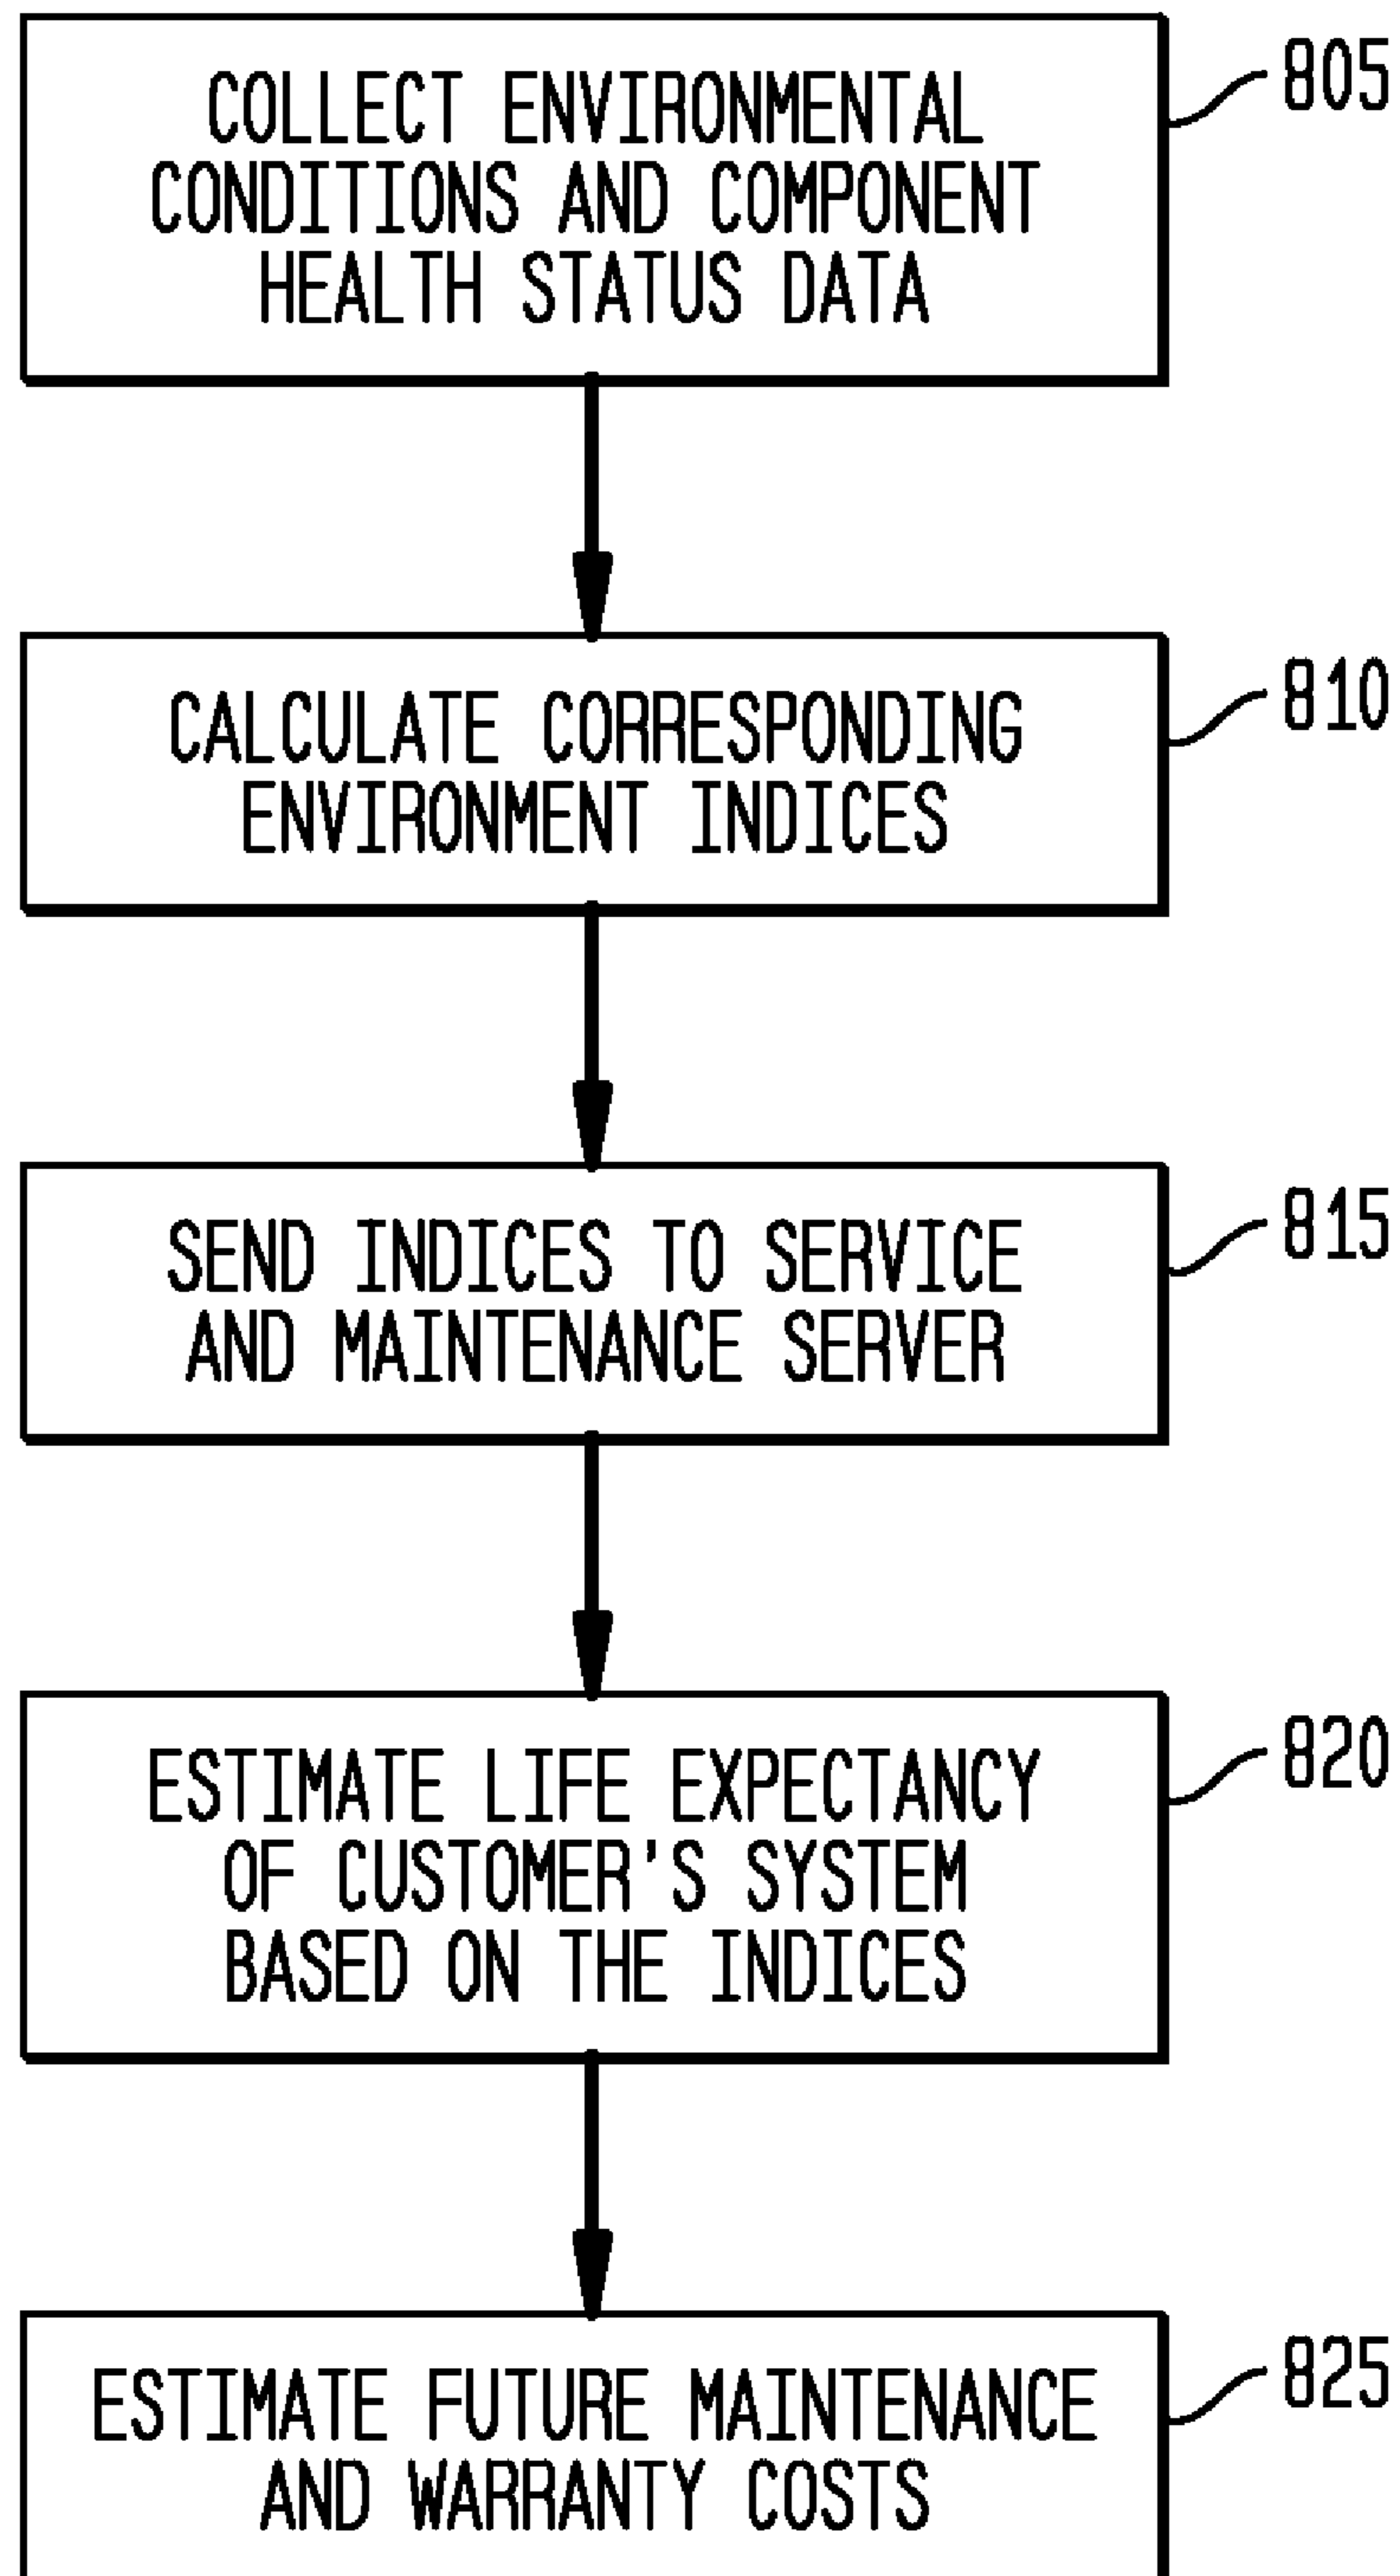 COLLECT ENVIRONMENTAL
CONDITIONS AND COMPONENT
HEALTH STATUS DATA
805
CALCULATE CORRESPONDING
ENVIRONMENT INDICES
810
SEND INDICES TO SERVICE
AND MAINTENANCE SERVER
815
ESTIMATE LIFE EXPECTANCY
OF CUSTOMER'S SYSTEM
BASED ON THE INDICES
820
ESTIMATE FUTURE MAINTENANCE
AND WARRANTY COSTS
825